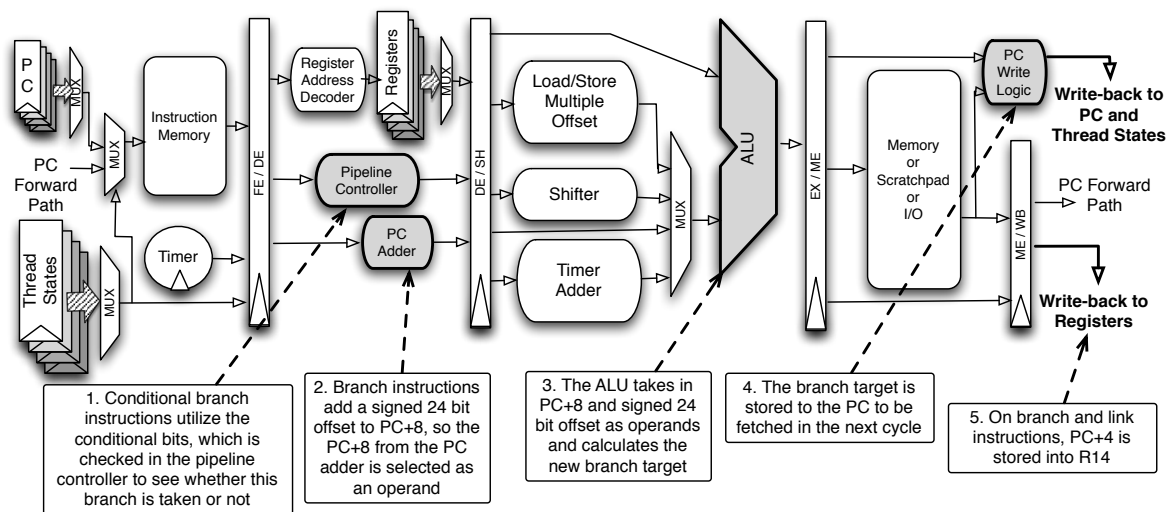 P
C
MUX
PC
Forward
Path
MUX
Instruction
Memory
Thread
States
MUX
Timer
FE / DE
Register
Address
Decoder
Registers
MUX
Pipeline
Controller
PC
Adder
DE / SH
Load/Store
Multiple
Offset
Shifter
Timer
Adder
MUX
ALU
EX / ME
Memory
or
Scratchpad
or
I/O
PC
Write
Logic
Write-back to
PC and
Thread States
ME / WB
PC Forward
Path
Write-back to
Registers
1. Conditional branch
instructions utilize the
conditional bits, which is
checked in the pipeline
controller to see whether this
branch is taken or not
2. Branch instructions
add a signed 24 bit
offset to PC+8, so the
PC+8 from the PC
adder is selected as
an operand
3. The ALU takes in
PC+8 and signed 24
bit offset as operands
and calculates the
new branch target
4. The branch target is
stored to the PC to be
fetched in the next cycle
5. On branch and link
instructions, PC+4 is
stored into R14